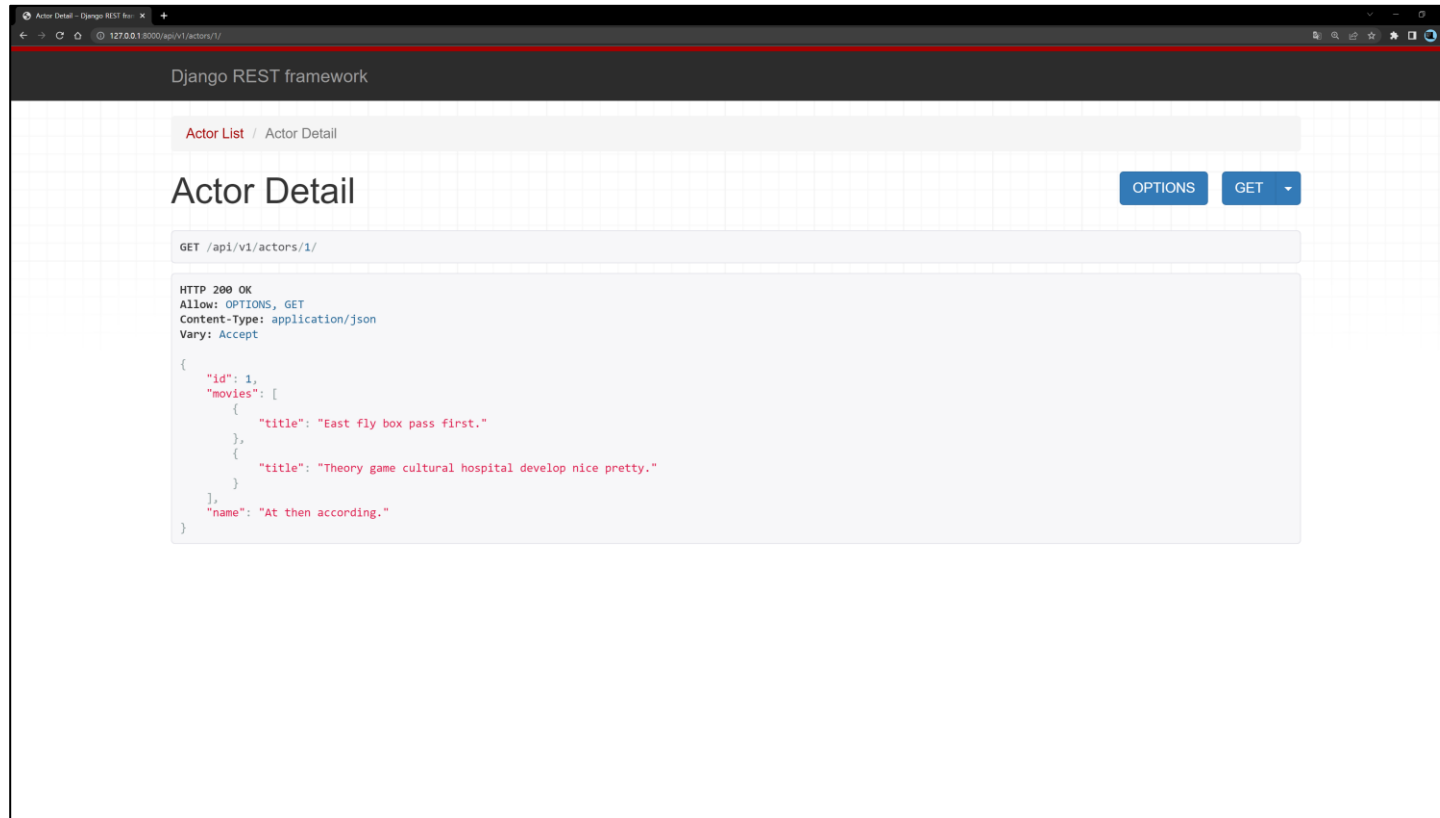 Actor Detail – Django REST fra
127.0.0.1:8000/api/v1/actors/1/
Django REST framework
Actor List / Actor Detail
Actor Detail
OPTIONS
GET
GET /api/v1/actors/1/
HTTP 200 OK
Allow: OPTIONS, GET
Content-Type: application/json
Vary: Accept
{
    "id": 1,
    "movies": [
        {
            "title": "East fly box pass first."
        },
        {
            "title": "Theory game cultural hospital develop nice pretty."
        }
    ],
    "name": "At then according."
}